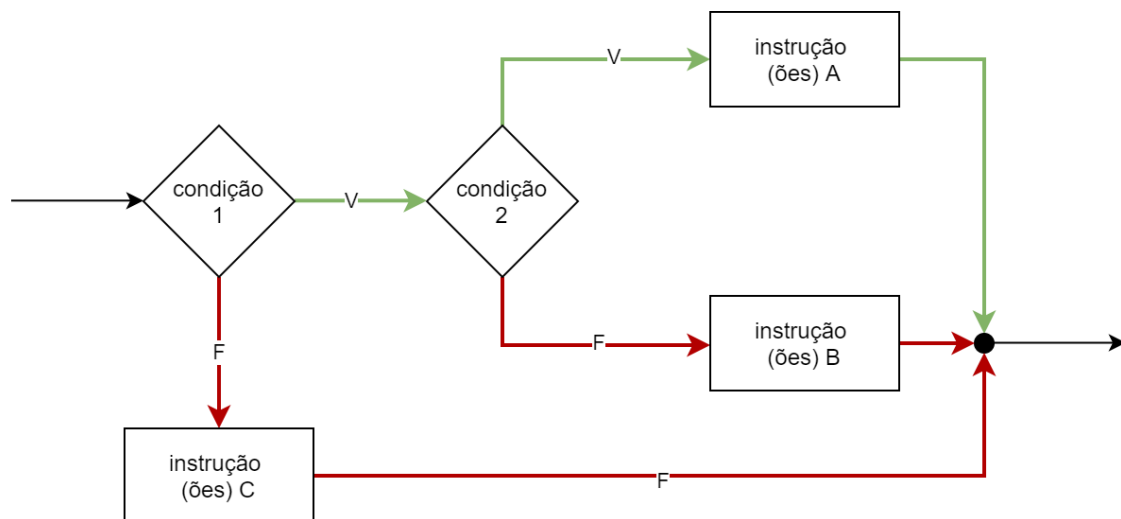 V
instrução
(ões) A
condição
1
V
condição
2
F
F
instrução
(ões) B
instrução
(ões) C
F